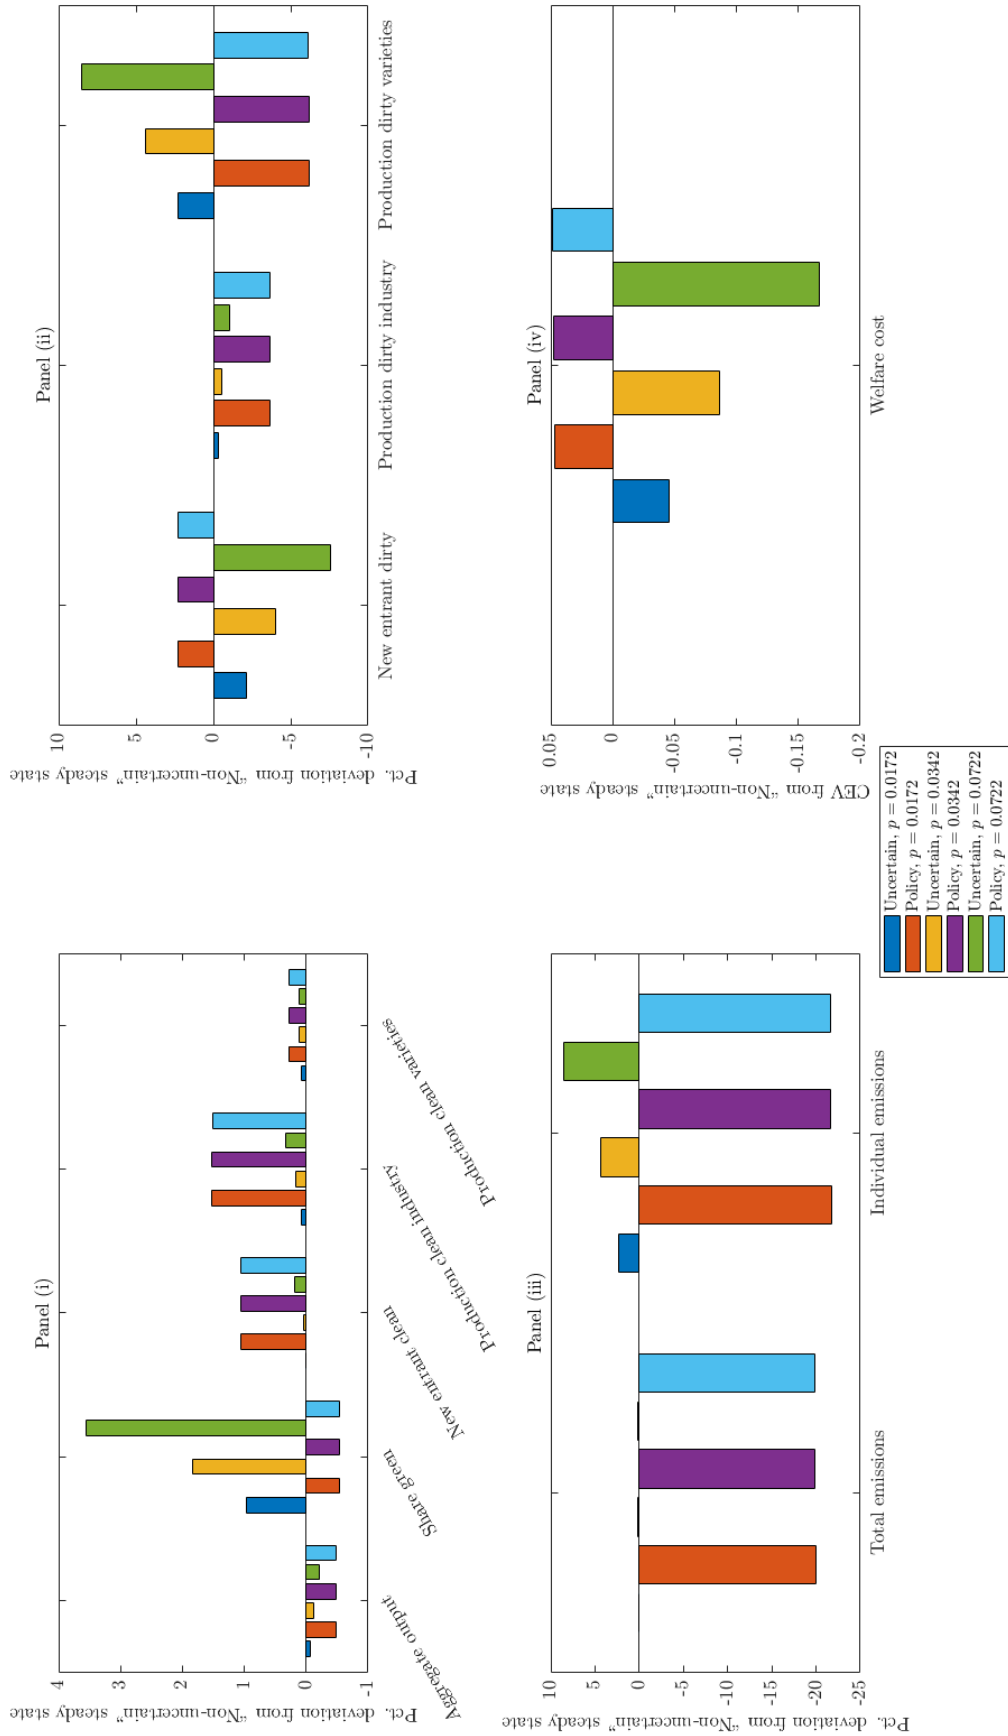 Panel (i)
Pct. deviation from “Non-uncertain” steady state
4
3
2
1
0
-1
Aggregate output
Share green
New entrant clean
Production clean industry
Production clean varieties
Panel (ii)
Pct. deviation from “Non-uncertain” steady state
10
5
0
-5
-10
New entrant dirty
Production dirty industry
Production dirty varieties
Panel (iii)
Pct. deviation from “Non-uncertain” steady state
10
5
0
-5
-10
-15
-20
-25
Total emissions
Individual emissions
Panel (iv)
CEV from “Non-uncertain” steady state
0.05
0
-0.05
-0.1
-0.15
-0.2
Welfare cost
Uncertain, p = 0.0172
Policy, p = 0.0172
Uncertain, p = 0.0342
Policy, p = 0.0342
Uncertain, p = 0.0722
Policy, p = 0.0722